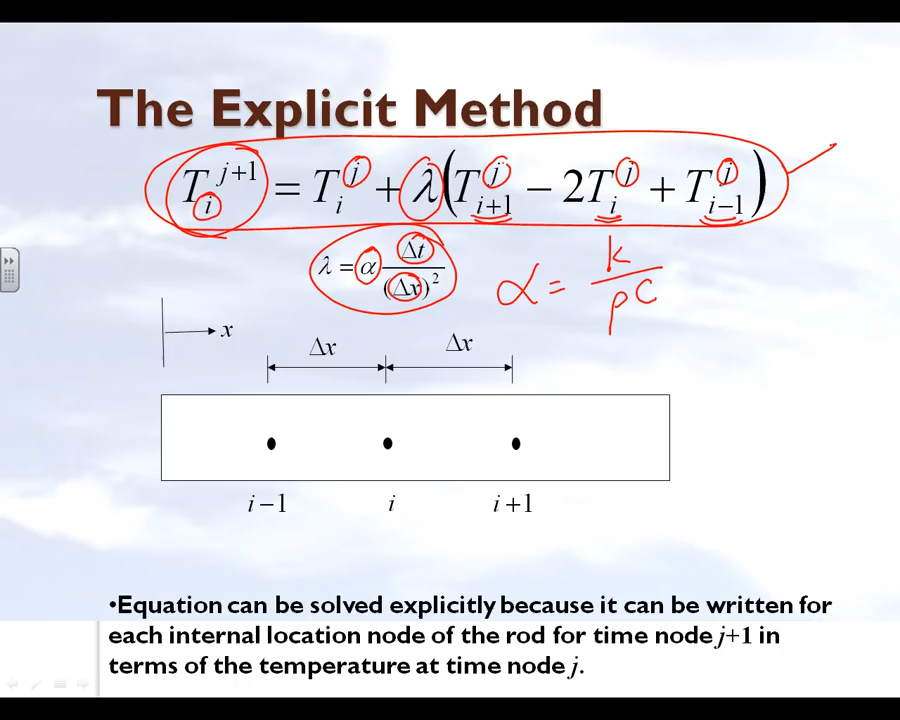 The Explicit Method
T_i^{j+1} = T_i^j + λ(T_{i+1}^j − 2T_i^j + T_{i−1}^j)
λ = α Δt/(Δx)²
α = k/ρC
x
Δx Δx
i−1 i i+1
•Equation can be solved explicitly because it can be written for
each internal location node of the rod for time node j+1 in
terms of the temperature at time node j.